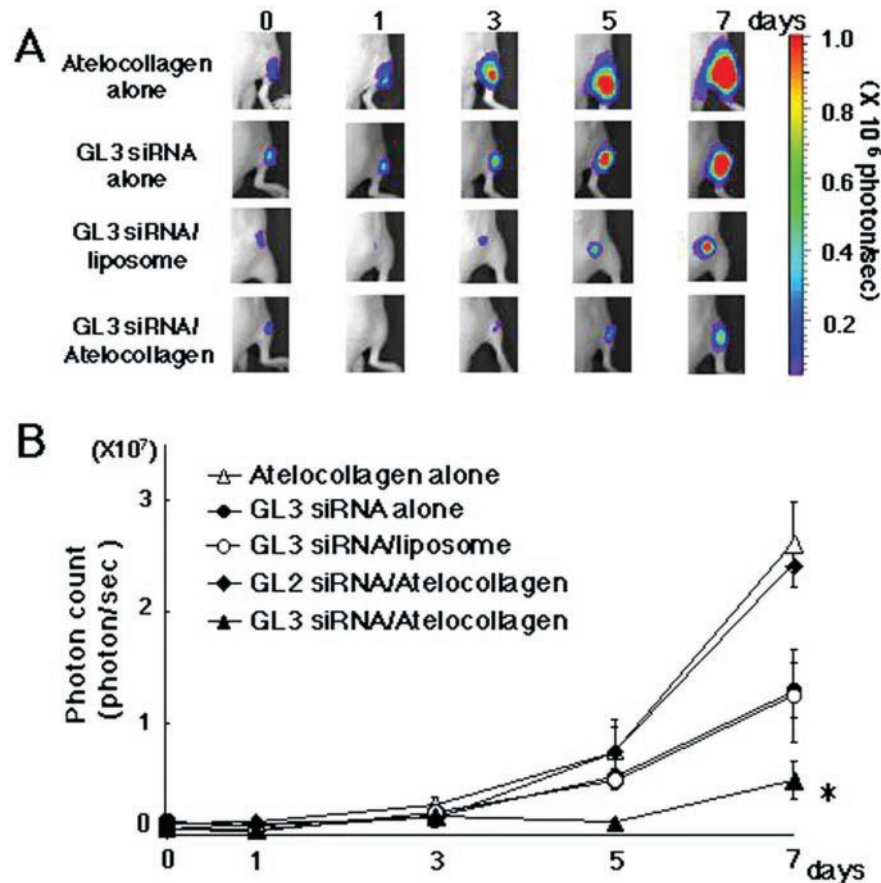 A
0 1 3 5 7 days
Atelocollagen
alone
GL3 siRNA
alone
GL3 siRNA/
liposome
GL3 siRNA/
Atelocollagen
1.0
0.8
0.6
0.4
0.2
(X 10⁶ photon/sec)
B
(X10⁷)
Photon count
(photon/sec)
3
2
1
0
Atelocollagen alone
GL3 siRNA alone
GL3 siRNA/liposome
GL2 siRNA/Atelocollagen
GL3 siRNA/Atelocollagen
*
0 1 3 5 7 days